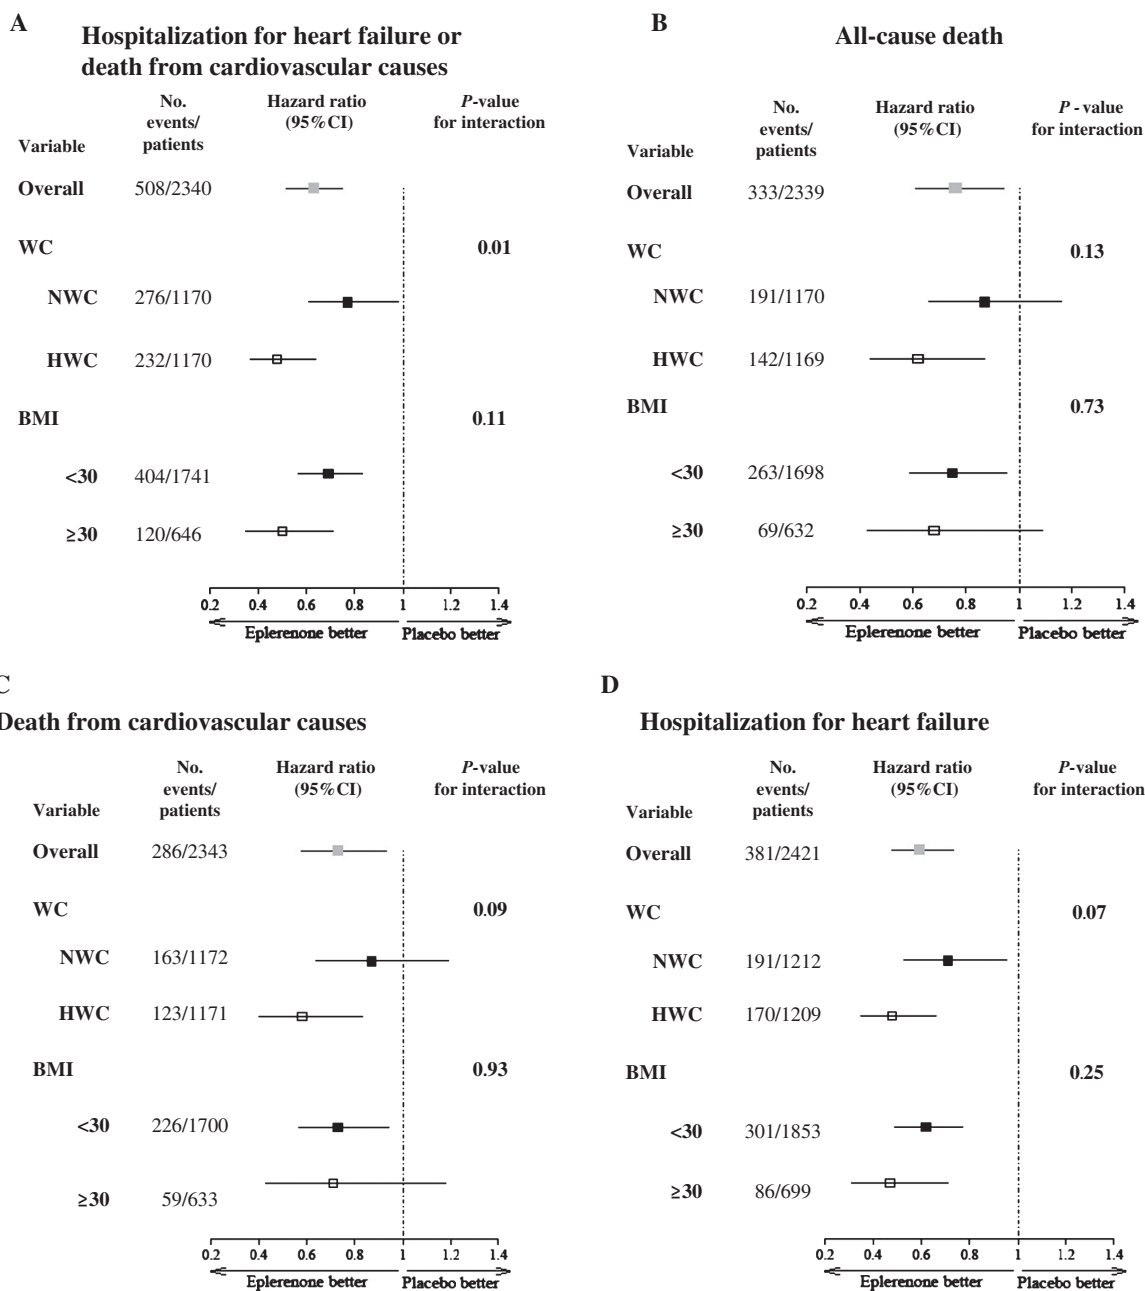 A
Hospitalization for heart failure or
death from cardiovascular causes
No.
events/
patients
Hazard ratio
(95%CI)
P-value
for interaction
Variable
Overall 508/2340
WC 0.01
NWC 276/1170
HWC 232/1170
BMI 0.11
<30 404/1741
≥30 120/646
0.2 0.4 0.6 0.8 1 1.2 1.4
Eplerenone better Placebo better
B
All-cause death
No.
events/
patients
Hazard ratio
(95%CI)
P - value
for interaction
Variable
Overall 333/2339
WC 0.13
NWC 191/1170
HWC 142/1169
BMI 0.73
<30 263/1698
≥30 69/632
0.2 0.4 0.6 0.8 1 1.2 1.4
Eplerenone better Placebo better
C
Death from cardiovascular causes
No.
events/
patients
Hazard ratio
(95%CI)
P-value
for interaction
Variable
Overall 286/2343
WC 0.09
NWC 163/1172
HWC 123/1171
BMI 0.93
<30 226/1700
≥30 59/633
0.2 0.4 0.6 0.8 1 1.2 1.4
Eplerenone better Placebo better
D
Hospitalization for heart failure
No.
events/
patients
Hazard ratio
(95%CI)
P-value
for interaction
Variable
Overall 381/2421
WC 0.07
NWC 191/1212
HWC 170/1209
BMI 0.25
<30 301/1853
≥30 86/699
0.2 0.4 0.6 0.8 1 1.2 1.4
Eplerenone better Placebo better